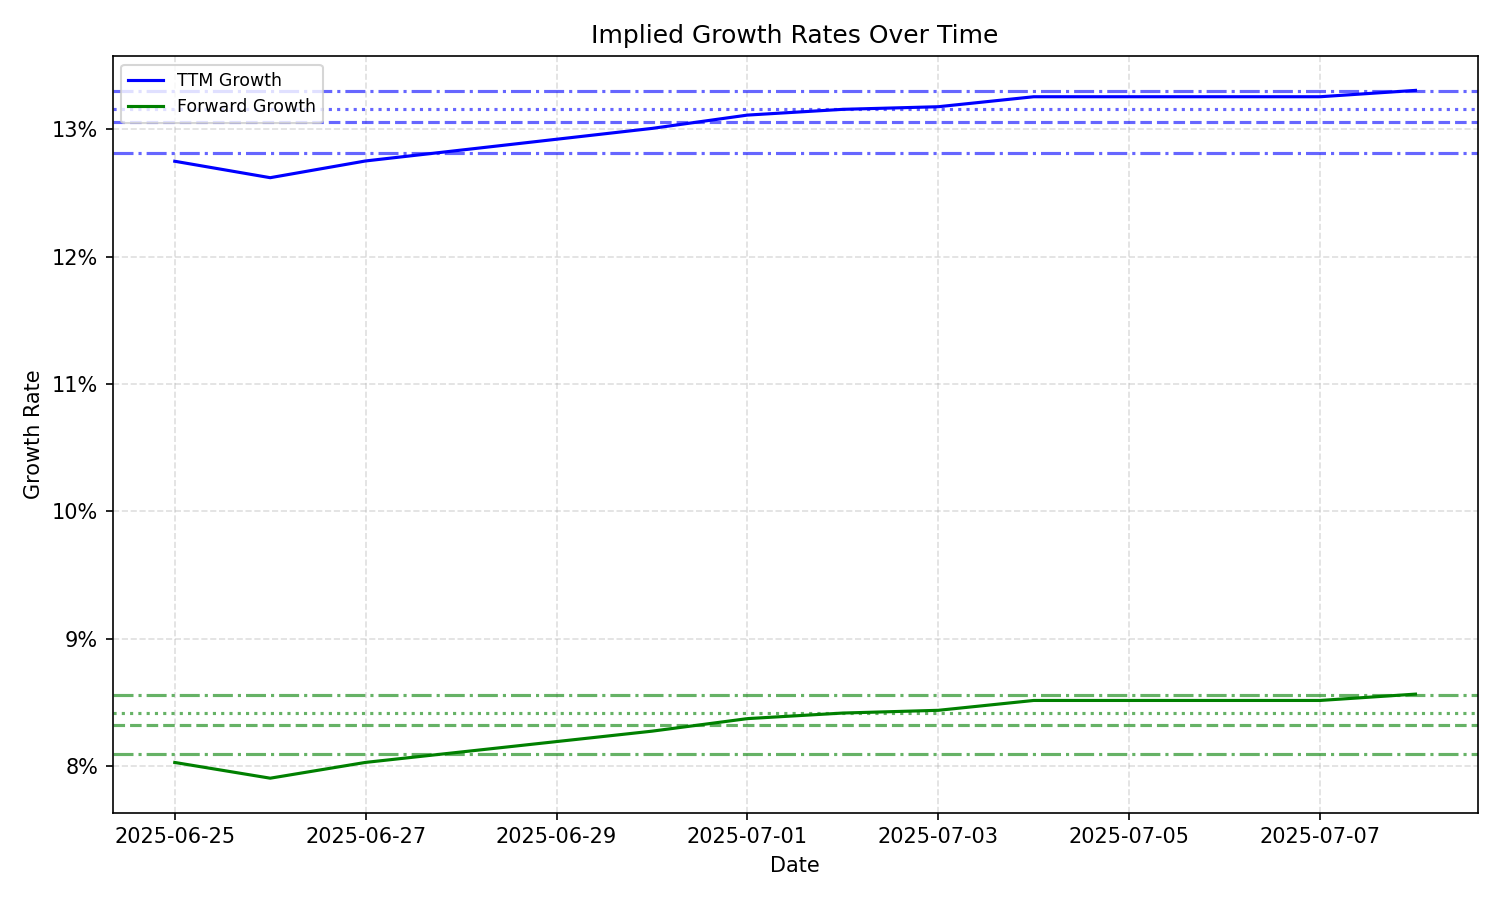 Implied Growth Rates Over Time
TTM Growth
Forward Growth
13%
12%
11%
10%
9%
8%
Growth Rate
2025-06-25 2025-06-27 2025-06-29 2025-07-01 2025-07-03 2025-07-05 2025-07-07
Date